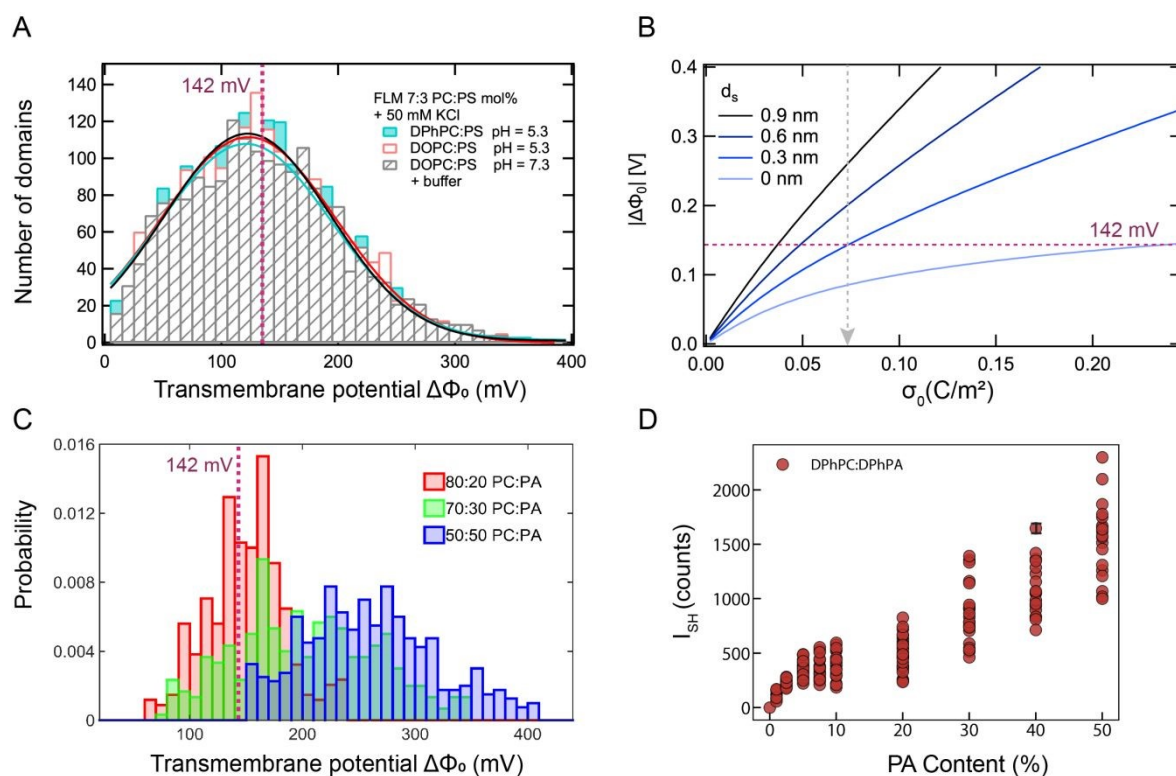 A
142 mV
FLM 7:3 PC:PS mol%
+ 50 mM KCl
DPhPC:PS pH = 5.3
DOPC:PS pH = 5.3
DOPC:PS pH = 7.3
+ buffer
Number of domains
140
120
100
80
60
40
20
0
0 100 200 300 400
Transmembrane potential ΔΦ₀ (mV)
B
dₛ
0.9 nm
0.6 nm
0.3 nm
0 nm
142 mV
|ΔΦ₀| [V]
0.4
0.3
0.2
0.1
0.0
0.00 0.05 0.10 0.15 0.20
σ₀(C/m²)
C
142 mV
80:20 PC:PA
70:30 PC:PA
50:50 PC:PA
Probability
0.016
0.012
0.008
0.004
0
100 200 300 400
Transmembrane potential ΔΦ₀ (mV)
D
DPhPC:DPhPA
I_SH (counts)
2000
1500
1000
500
0
0 10 20 30 40 50
PA Content (%)